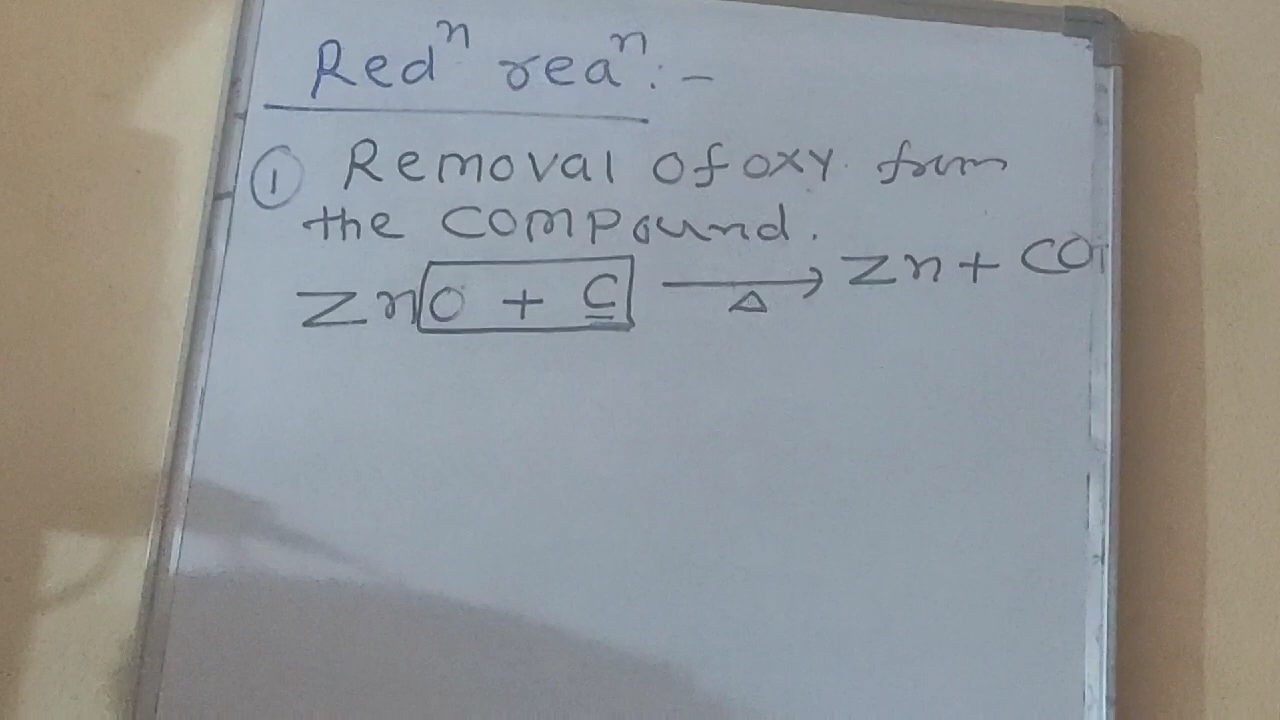 Redⁿ reaⁿ:-
① Removal of oxy. from
the compound.
ZnO + C →Δ Zn + CO